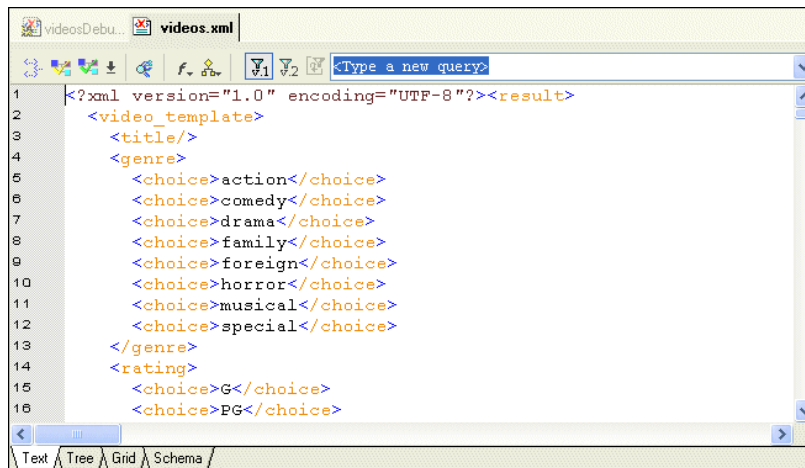 videosDebu... videos.xml
f. 1 2 <Type a new query>
1 <?xml version="1.0" encoding="UTF-8"?><result>
2 <video_template>
3 <title/>
4 <genre>
5 <choice>action</choice>
6 <choice>comedy</choice>
7 <choice>drama</choice>
8 <choice>family</choice>
9 <choice>foreign</choice>
10 <choice>horror</choice>
11 <choice>musical</choice>
12 <choice>special</choice>
13 </genre>
14 <rating>
15 <choice>G</choice>
16 <choice>PG</choice>
Text Tree Grid Schema